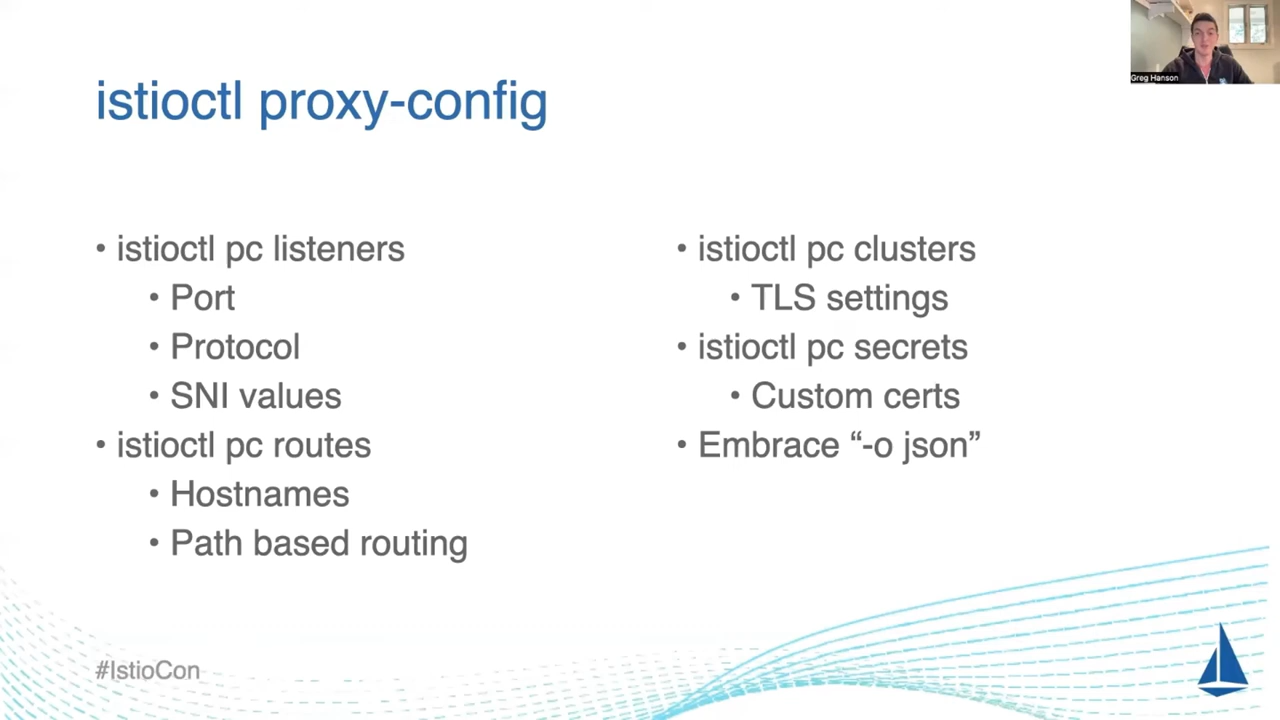 Greg Hanson
istioctl proxy-config
• istioctl pc listeners
• Port
• Protocol
• SNI values
• istioctl pc routes
• Hostnames
• Path based routing
• istioctl pc clusters
• TLS settings
• istioctl pc secrets
• Custom certs
• Embrace “-o json”
#IstioCon